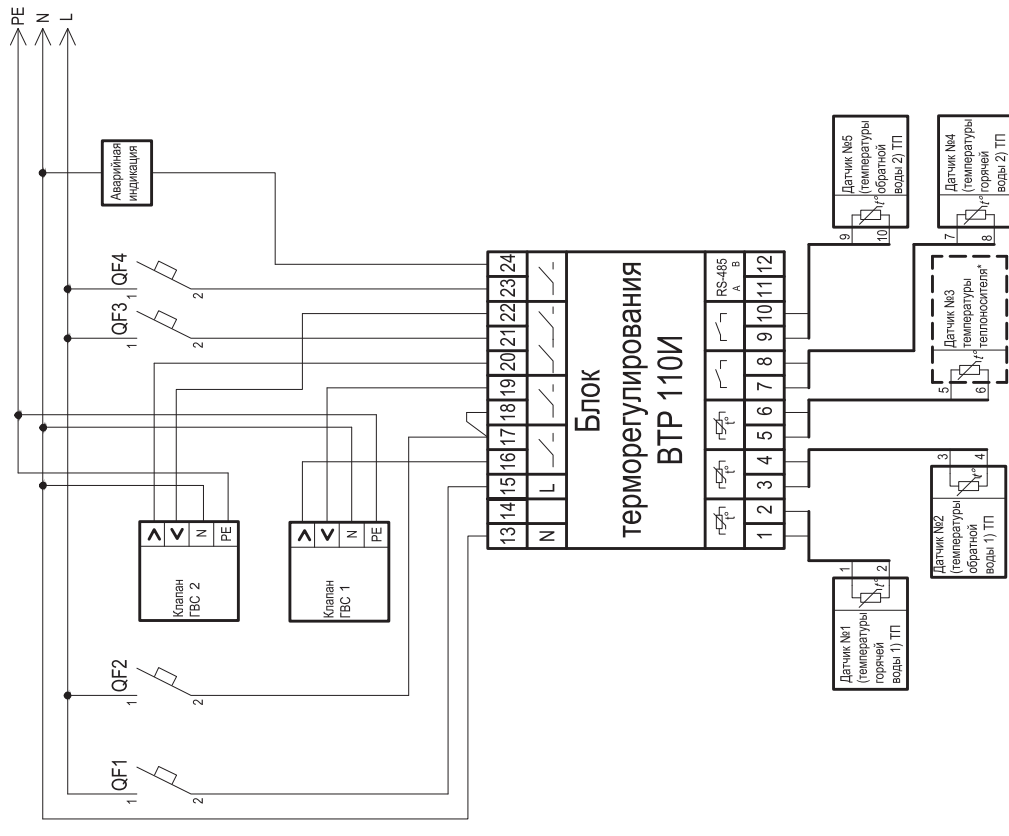 PE
N
L
Аварийная
индикация
QF4
1
2
QF3
1
2
QF2
1
2
QF1
1
2
Клапан
ГВС 2
N
PE
Клапан
ГВС 1
N
PE
13 14 15 16 17 18 19 20 21 22 23 24
N L
Блок
терморегулирования
ВТР 110И
t° t° t° RS-485
A B
1 2 3 4 5 6 7 8 9 10 11 12
Датчик №1
(температуры
горячей
воды 1) ТП
t°
1
2
Датчик №2
(температуры
обратной
воды 1) ТП
t°
3
4
Датчик №3
температуры
теплоносителя*
t°
5
6
Датчик №4
(температуры
горячей
воды 2) ТП
t°
7
8
Датчик №5
(температуры
обратной
воды 2) ТП
t°
9
10